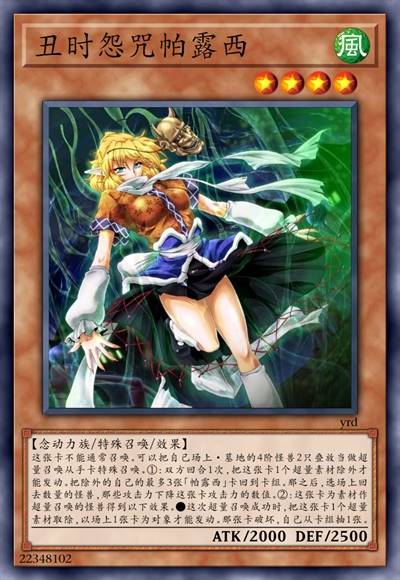 丑时怨咒帕露西
風
yrd
【念动力族/特殊召唤/效果】
这张卡不能通常召唤。可以把自己场上·墓地的4阶怪兽2只叠放当做超
量召唤从手卡特殊召唤。①:双方回合1次,把这张卡1个超量素材除外才
能发动。把除外的自己的最多3张「帕露西」卡回到卡组。那之后,选场上回
去数量的怪兽,那些攻击力下降这张卡攻击力的数值。②:这张卡为素材作
超量召唤的怪兽得到以下效果。●这次超量召唤成功时,把这张卡1个超量
素材取除,以场上1张卡为对象才能发动。那张卡破坏,自己从卡组抽1张。
ATK/2000 DEF/2500
22348102